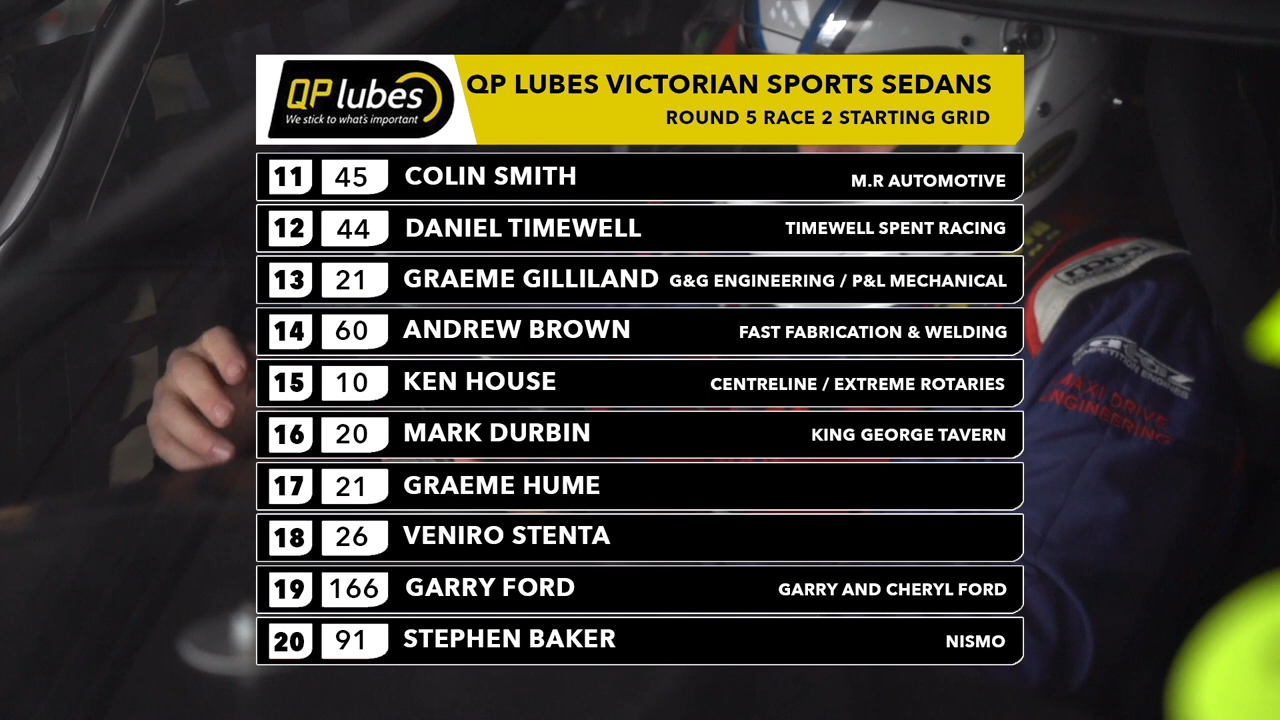 QP lubes
We stick to what's important
QP LUBES VICTORIAN SPORTS SEDANS
ROUND 5 RACE 2 STARTING GRID
11 45 COLIN SMITH M.R AUTOMOTIVE
12 44 DANIEL TIMEWELL TIMEWELL SPENT RACING
13 21 GRAEME GILLILAND G&G ENGINEERING / P&L MECHANICAL
14 60 ANDREW BROWN FAST FABRICATION & WELDING
15 10 KEN HOUSE CENTRELINE / EXTREME ROTARIES
16 20 MARK DURBIN KING GEORGE TAVERN
17 21 GRAEME HUME
18 26 VENIRO STENTA
19 166 GARRY FORD GARRY AND CHERYL FORD
20 91 STEPHEN BAKER NISMO
MAXI DRIVE
ENGINEERING